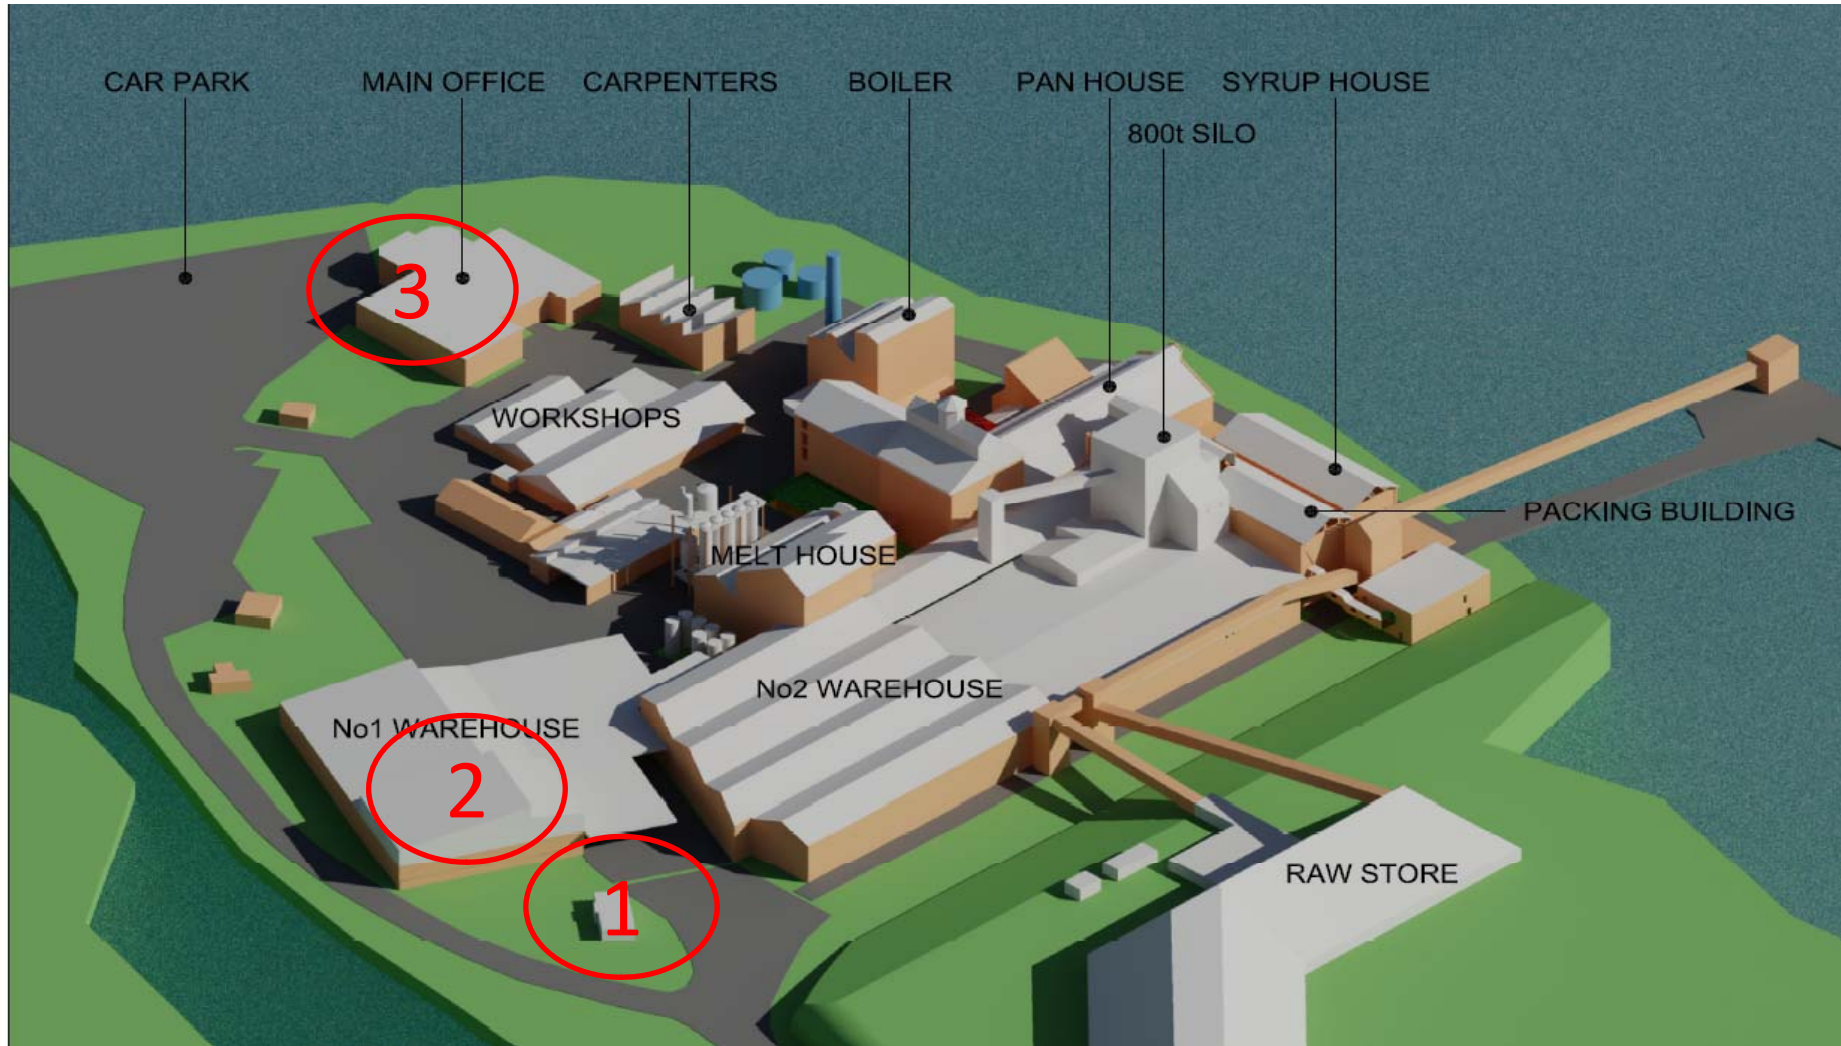 CAR PARK
MAIN OFFICE
CARPENTERS
BOILER
PAN HOUSE
SYRUP HOUSE
800t SILO
3
WORKSHOPS
PACKING BUILDING
MELT HOUSE
No2 WAREHOUSE
No1 WAREHOUSE
2
RAW STORE
1